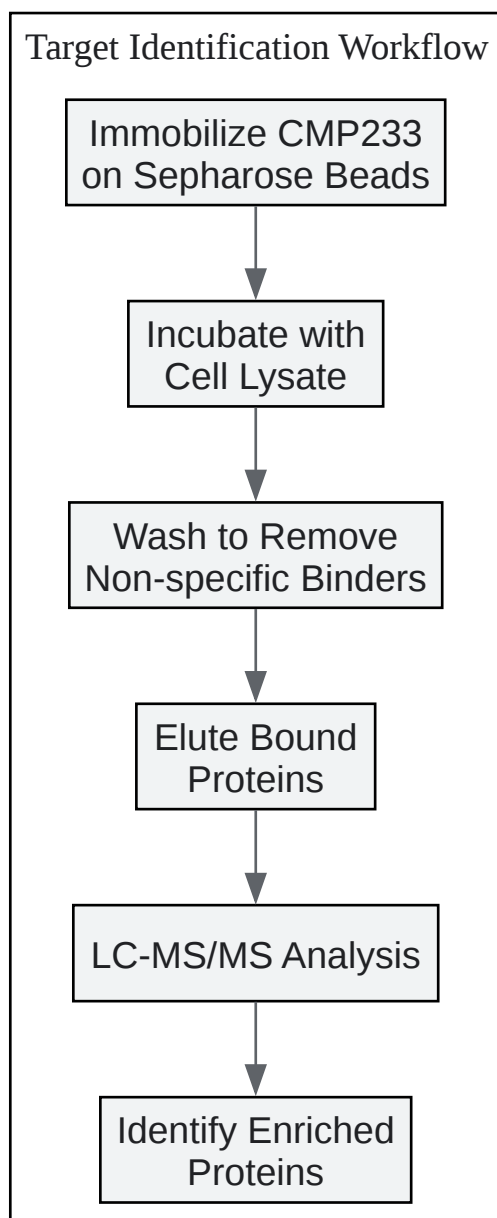 Target Identification Workflow
Immobilize CMP233
on Sepharose Beads
Incubate with
Cell Lysate
Wash to Remove
Non-specific Binders
Elute Bound
Proteins
LC-MS/MS Analysis
Identify Enriched
Proteins